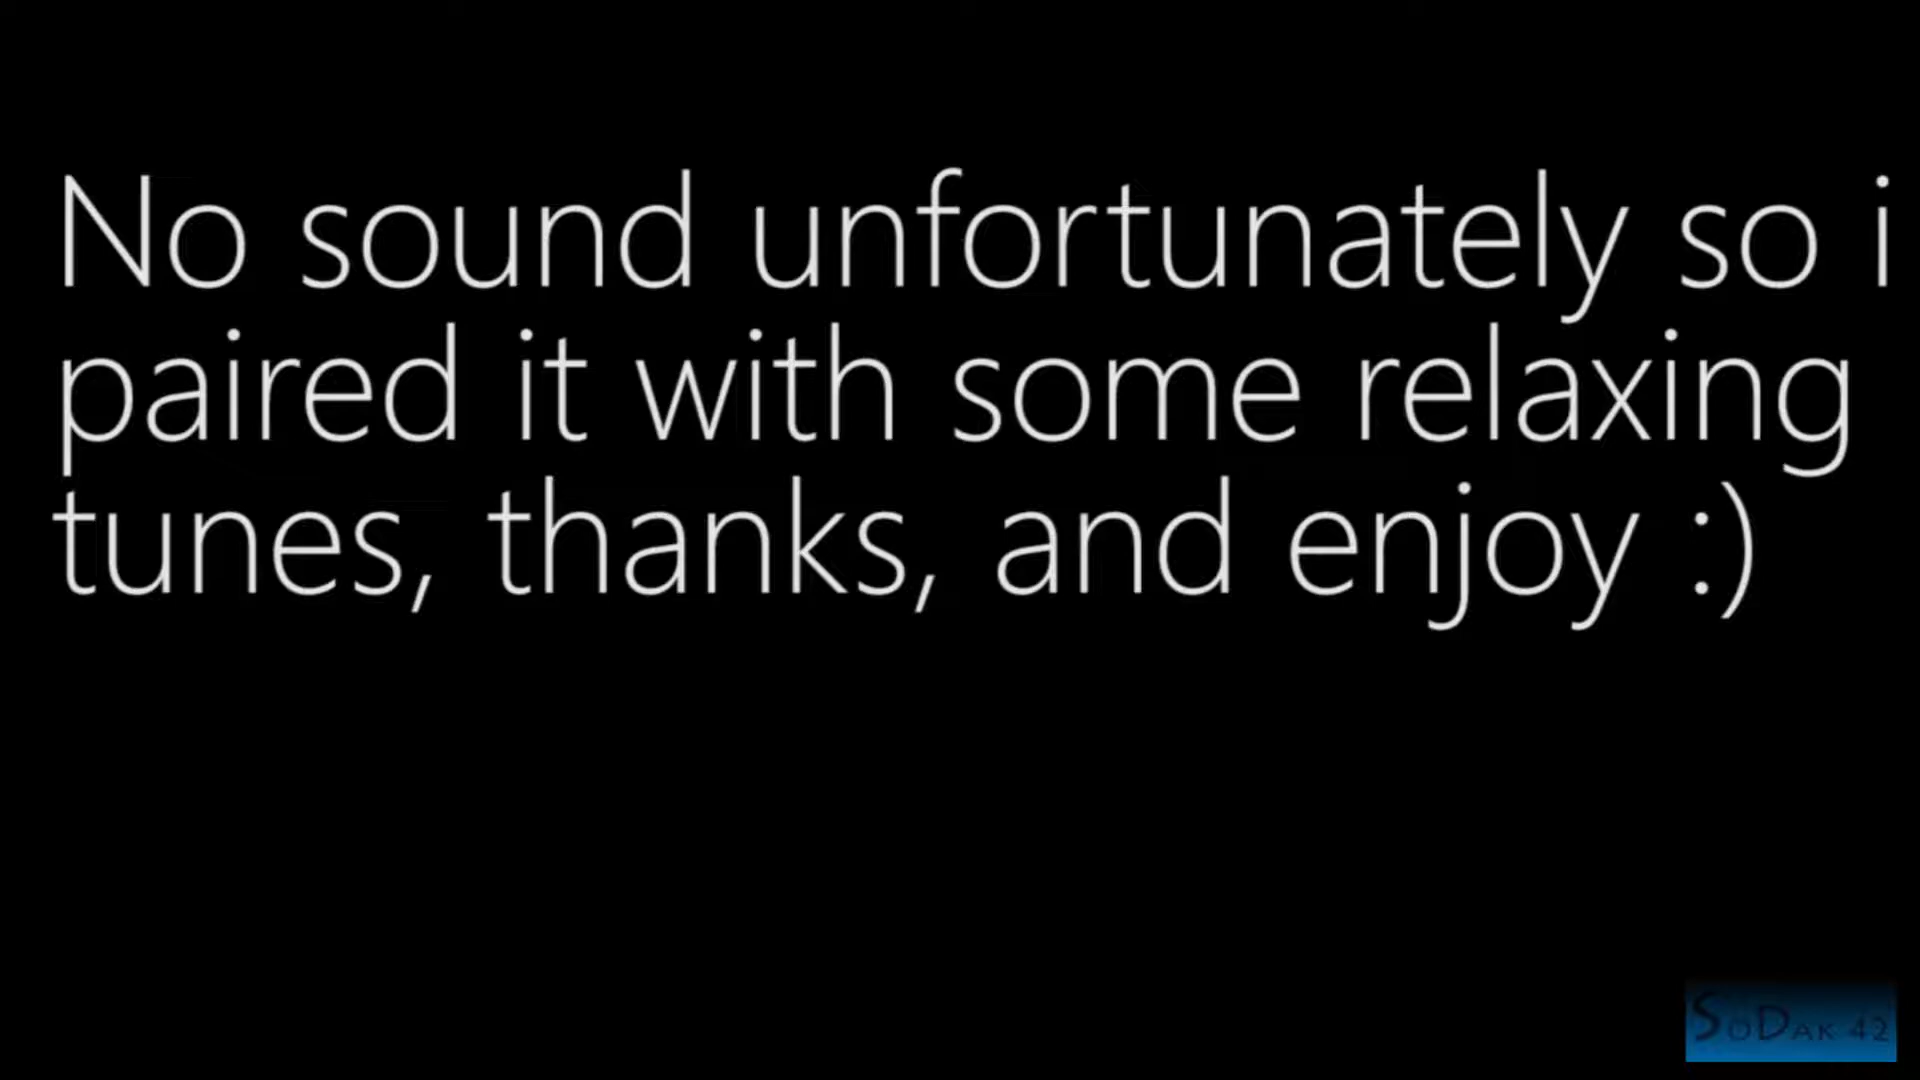 No sound unfortunately so i
paired it with some relaxing
tunes, thanks, and enjoy :)
SoDak 42